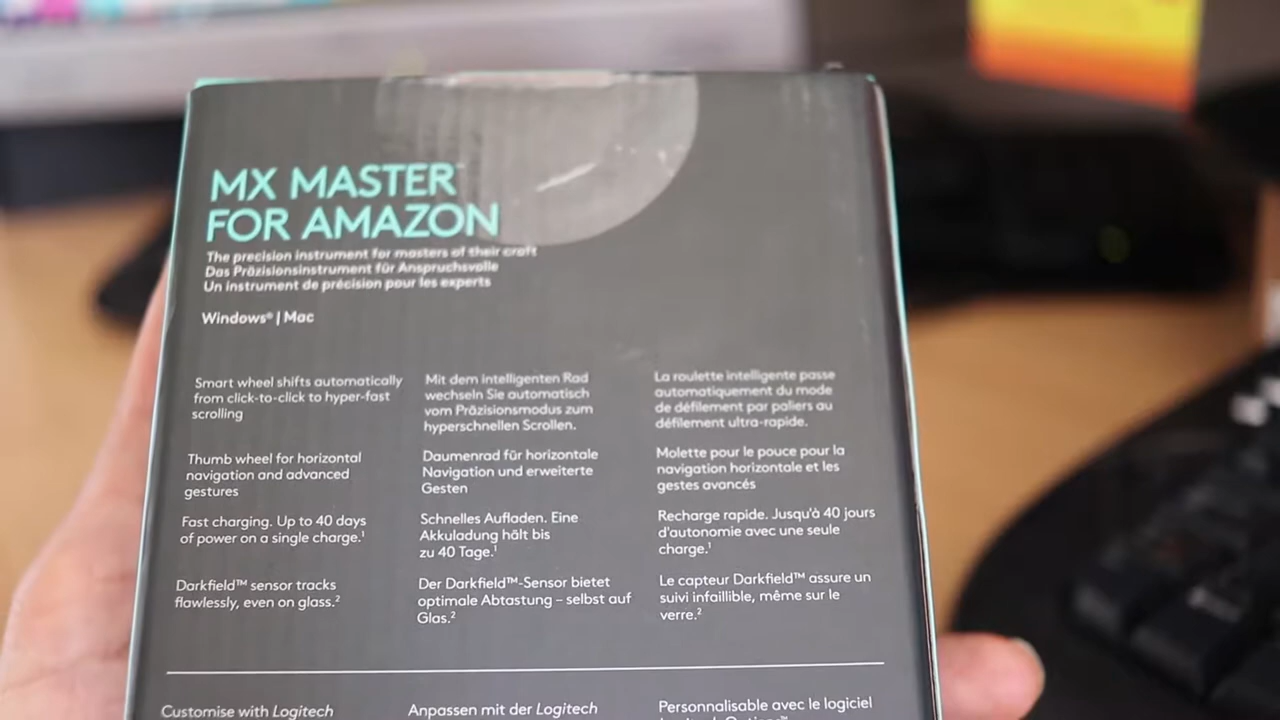 MX MASTER
FOR AMAZON
The precision instrument for masters of their craft
Das Präzisionsinstrument für Anspruchsvolle
Un instrument de précision pour les experts
Windows® | Mac
Smart wheel shifts automatically
from click-to-click to hyper-fast
scrolling
Thumb wheel for horizontal
navigation and advanced
gestures
Fast charging. Up to 40 days
of power on a single charge.¹
Darkfield™ sensor tracks
flawlessly, even on glass.²
Mit dem intelligenten Rad
wechseln Sie automatisch
vom Präzisionsmodus zum
hyperschnellen Scrollen.
Daumenrad für horizontale
Navigation und erweiterte
Gesten
Schnelles Aufladen. Eine
Akkuladung hält bis
zu 40 Tage.¹
Der Darkfield™-Sensor bietet
optimale Abtastung – selbst auf
Glas.²
La roulette intelligente passe
automatiquement du mode
de défilement par paliers au
défilement ultra-rapide.
Molette pour le pouce pour la
navigation horizontale et les
gestes avancés
Recharge rapide. Jusqu'à 40 jours
d'autonomie avec une seule
charge.¹
Le capteur Darkfield™ assure un
suivi infaillible, même sur le
verre.²
Customise with Logitech
Anpassen mit der Logitech
Personnalisable avec le logiciel